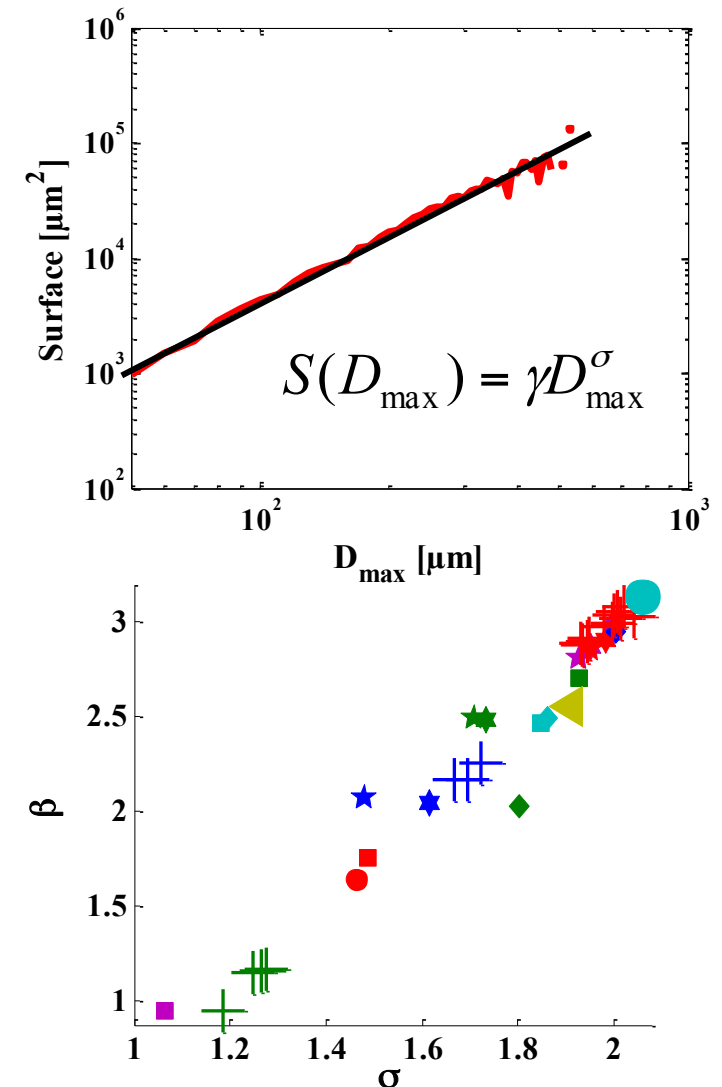 10^6
10^5
10^4
10^3
10^2
Surface [µm^2]
S(D_max) = γD_max^σ
10^2 10^3
D_max [µm]
3
2.5
2
1.5
1
β
1 1.2 1.4 1.6 1.8 2
σ